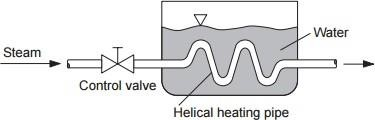 Water
Steam
Control valve
Helical heating pipe